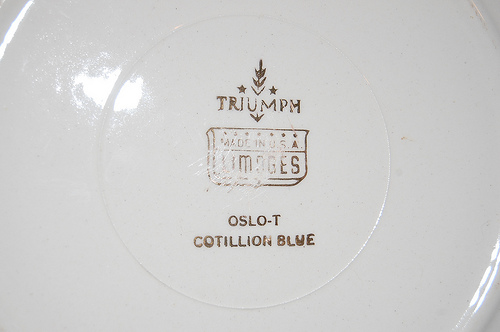 TRIUMPH
MADE IN U.S.A.
LIMOGES
OSLO-T
COTILLION BLUE